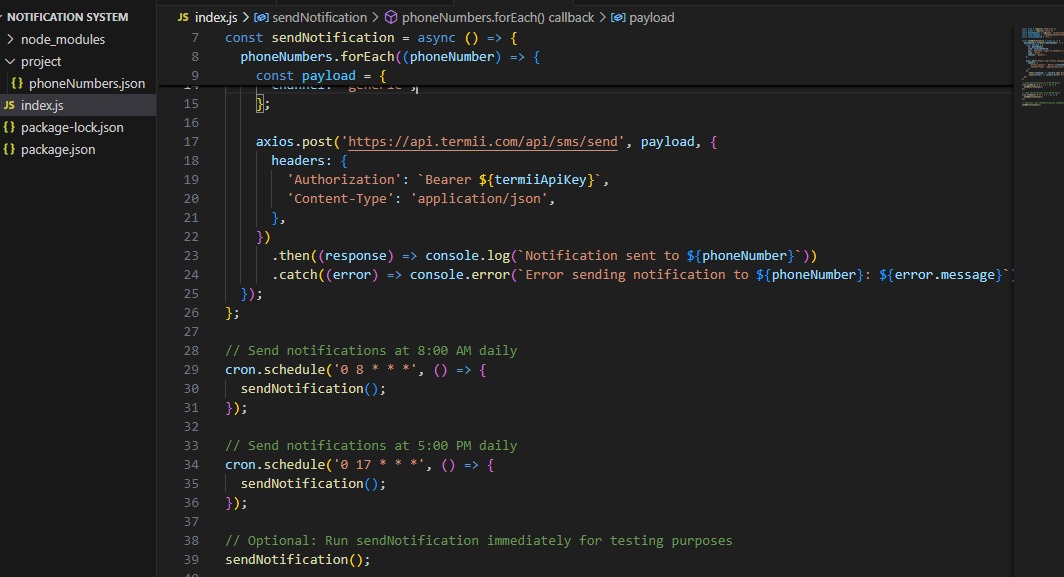 NOTIFICATION SYSTEM
node_modules
project
{} phoneNumbers.json
JS index.js
{} package-lock.json
{} package.json
JS index.js > sendNotification > phoneNumbers.forEach() callback > payload
7 const sendNotification = async () => {
8 phoneNumbers.forEach((phoneNumber) => {
9 const payload = {
14 channel: 'generic',
15 };
16
17 axios.post('https://api.termii.com/api/sms/send', payload, {
18 headers: {
19 'Authorization': `Bearer ${termiiApiKey}`,
20 'Content-Type': 'application/json',
21 },
22 })
23 .then((response) => console.log(`Notification sent to ${phoneNumber}`))
24 .catch((error) => console.error(`Error sending notification to ${phoneNumber}: ${error.message}`)
25 });
26 };
27
28 // Send notifications at 8:00 AM daily
29 cron.schedule('0 8 * * *', () => {
30 sendNotification();
31 });
32
33 // Send notifications at 5:00 PM daily
34 cron.schedule('0 17 * * *', () => {
35 sendNotification();
36 });
37
38 // Optional: Run sendNotification immediately for testing purposes
39 sendNotification();